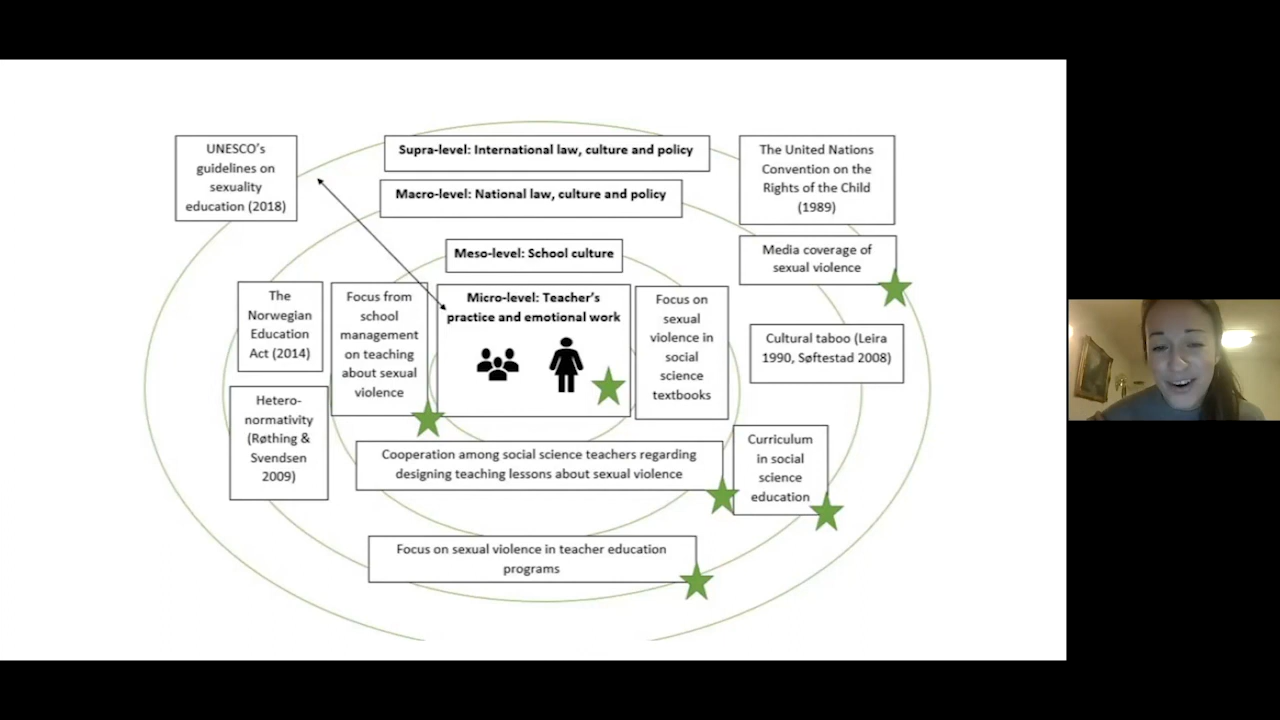 UNESCO's
guidelines on
sexuality
education (2018)
Supra-level: International law, culture and policy
The United Nations
Convention on the
Rights of the Child
(1989)
Macro-level: National law, culture and policy
Meso-level: School culture
Media coverage of
sexual violence
The
Norwegian
Education
Act (2014)
Focus from
school
management
on teaching
about sexual
violence
Micro-level: Teacher's
practice and emotional work
Focus on
sexual
violence in
social
science
textbooks
Cultural taboo (Leira
1990, Søftestad 2008)
Hetero-
normativity
(Røthing &
Svendsen
2009)
Cooperation among social science teachers regarding
designing teaching lessons about sexual violence
Curriculum
in social
science
education
Focus on sexual violence in teacher education
programs